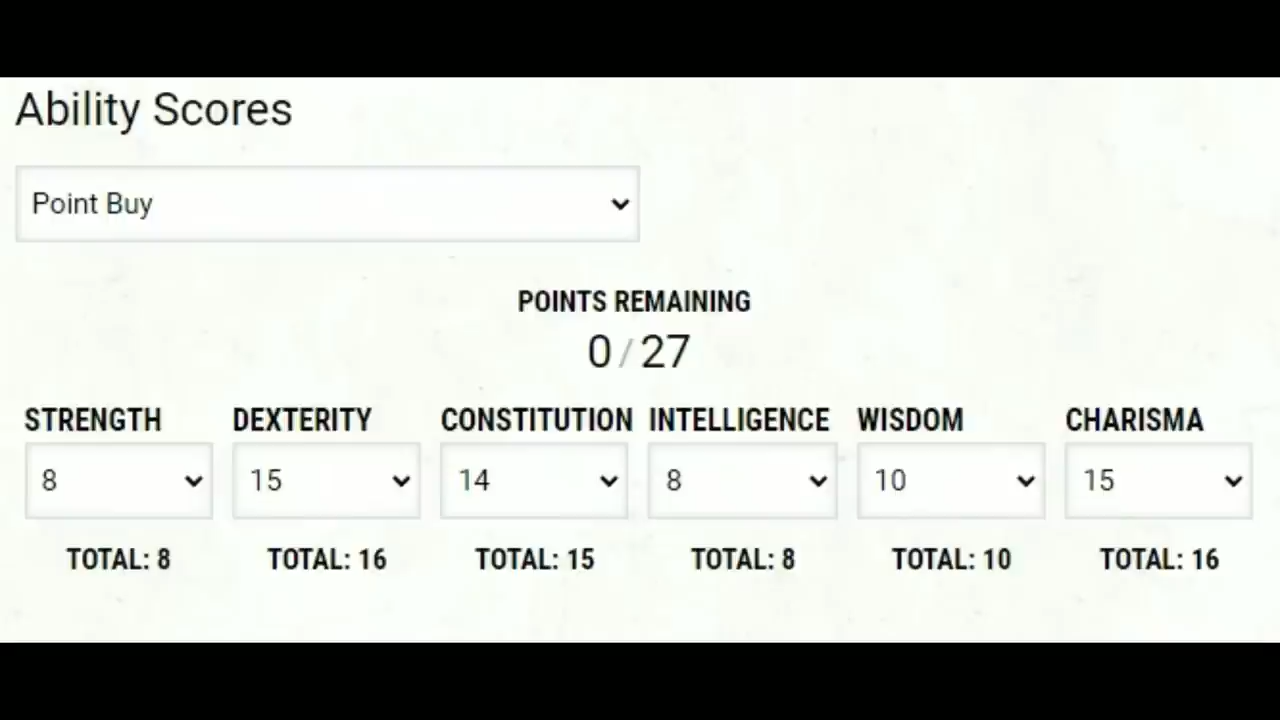 Ability Scores
Point Buy
POINTS REMAINING
0 / 27
STRENGTH DEXTERITY CONSTITUTION INTELLIGENCE WISDOM CHARISMA
8 15 14 8 10 15
TOTAL: 8 TOTAL: 16 TOTAL: 15 TOTAL: 8 TOTAL: 10 TOTAL: 16